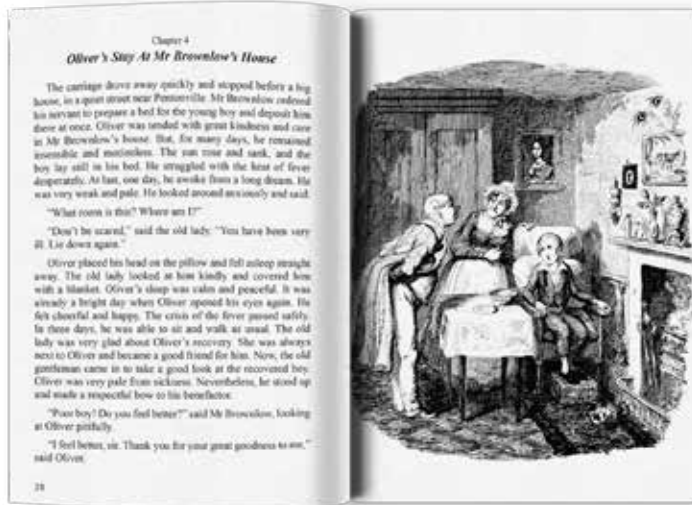 Chapter 4
Oliver's Stay At Mr Brownlow's House
The carriage drove away quickly and stopped before a big
house, in a quiet street near Pentonville. Mr Brownlow ordered
his servant to prepare a bed for the young boy and deposit him
there at once. Oliver was tended with great kindness and care
in Mr Brownlow's house. But, for many days, he remained
insensible and motionless. The sun rose and sank, and the
boy lay still in his bed. He struggled with the heat of fever
desperately. At last, one day, he awoke from a long dream. He
was very weak and pale. He looked around anxiously and said.
"What room is this? Where am I?"
"Don't be scared," said the old lady. "You have been very
ill. Lie down again."
Oliver placed his head on the pillow and fell asleep straight
away. The old lady looked at him kindly and covered him
with a blanket. Oliver's sleep was calm and peaceful. It was
already a bright day when Oliver opened his eyes again. He
felt cheerful and happy. The crisis of the fever passed safely.
In three days, he was able to sit and walk as usual. The old
lady was very glad about Oliver's recovery. She was always
next to Oliver and became a good friend for him. Now, the old
gentleman came in to take a good look at the recovered boy.
Oliver was very pale from sickness. Nevertheless, he stood up
and made a respectful bow to his benefactor.
"Poor boy! Do you feel better?" said Mr Brownlow, looking
at Oliver pitifully.
"I feel better, sir. Thank you for your great goodness to me,"
said Oliver.
28